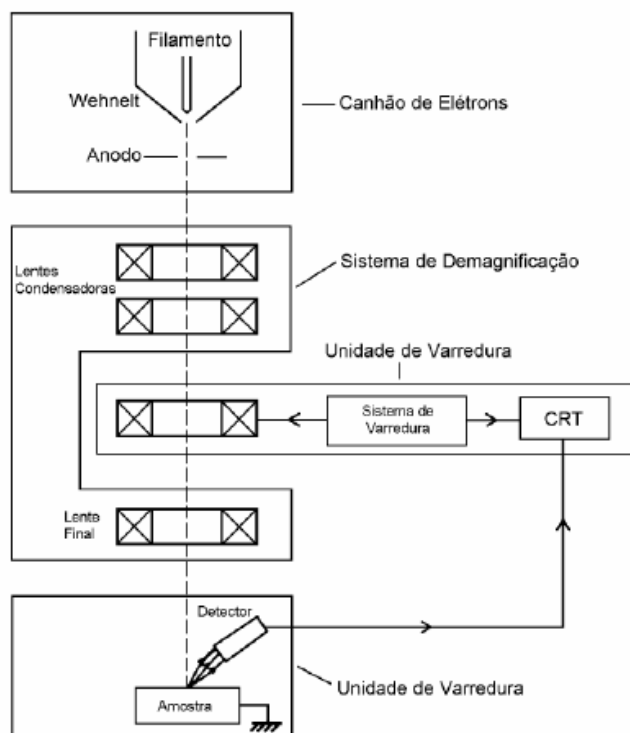 Filamento
Wehnelt
Canhão de Elétrons
Anodo
Lentes
Condensadoras
Sistema de Demagnificação
Unidade de Varredura
Sistema de
Varredura
CRT
Lente
Final
Detector
Unidade de Varredura
Amostra